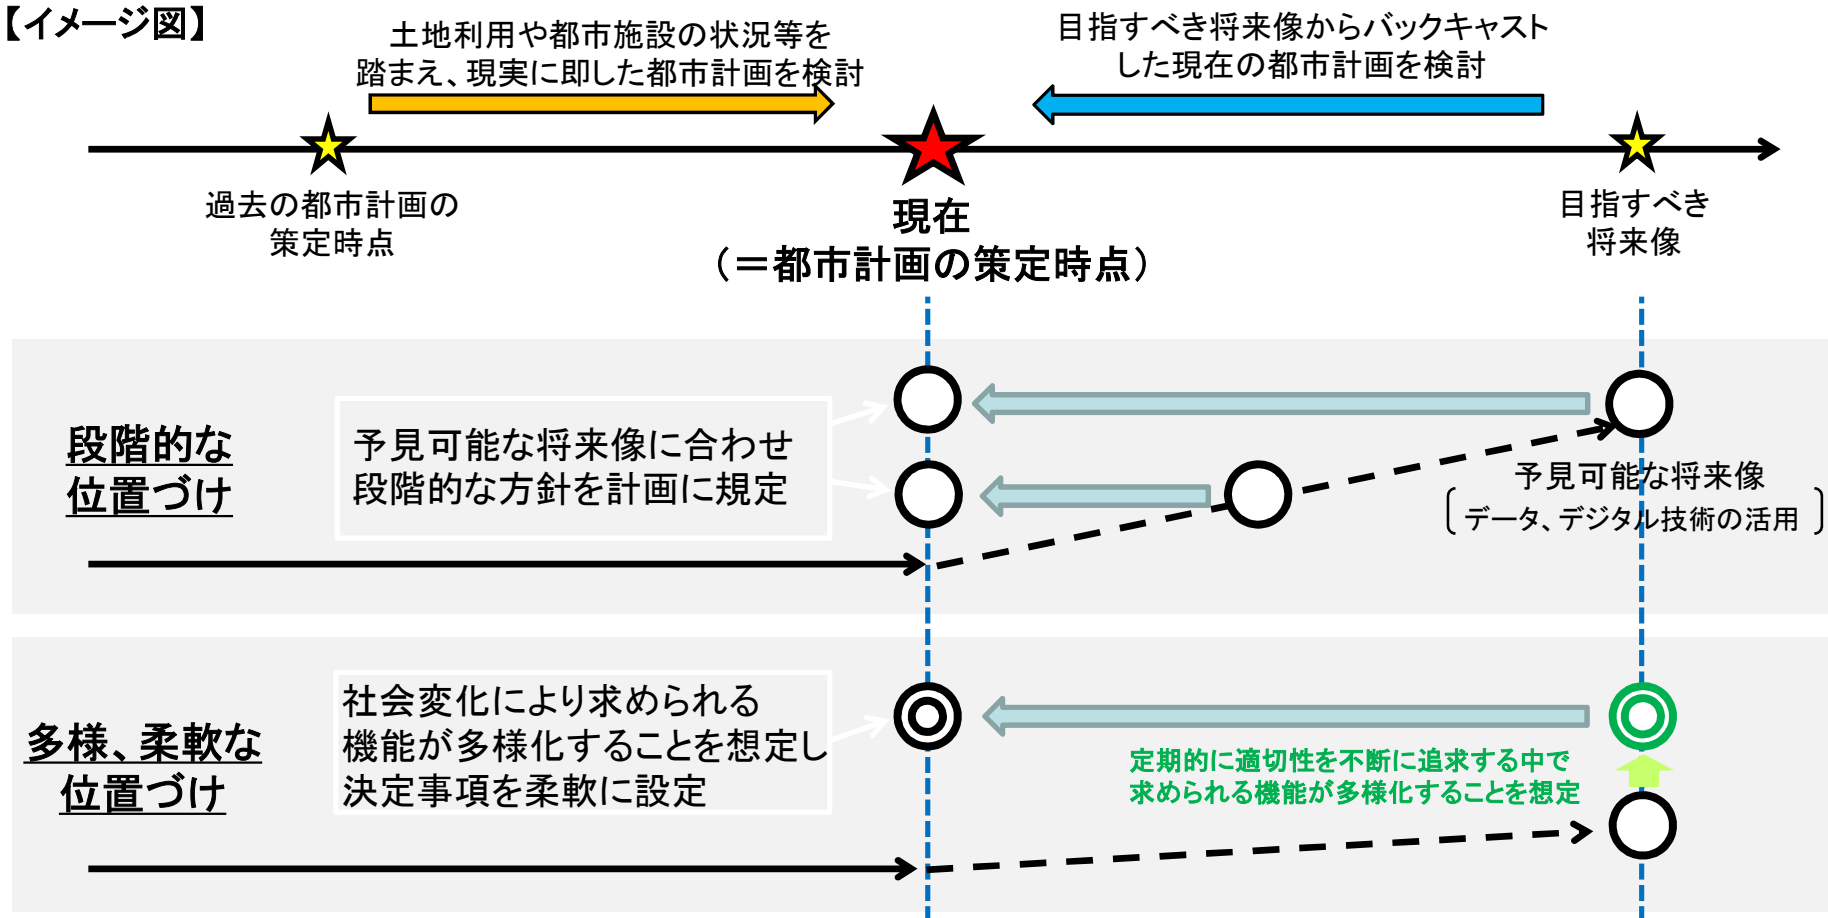 【イメージ図】
土地利用や都市施設の状況等を
踏まえ、現実に即した都市計画を検討
目指すべき将来像からバックキャスト
した現在の都市計画を検討
過去の都市計画の
策定時点
現在
（＝都市計画の策定時点）
目指すべき
将来像
段階的な
位置づけ
予見可能な将来像に合わせ
段階的な方針を計画に規定
予見可能な将来像
〔データ、デジタル技術の活用〕
多様、柔軟な
位置づけ
社会変化により求められる
機能が多様化することを想定し
決定事項を柔軟に設定
定期的に適切性を不断に追求する中で
求められる機能が多様化することを想定